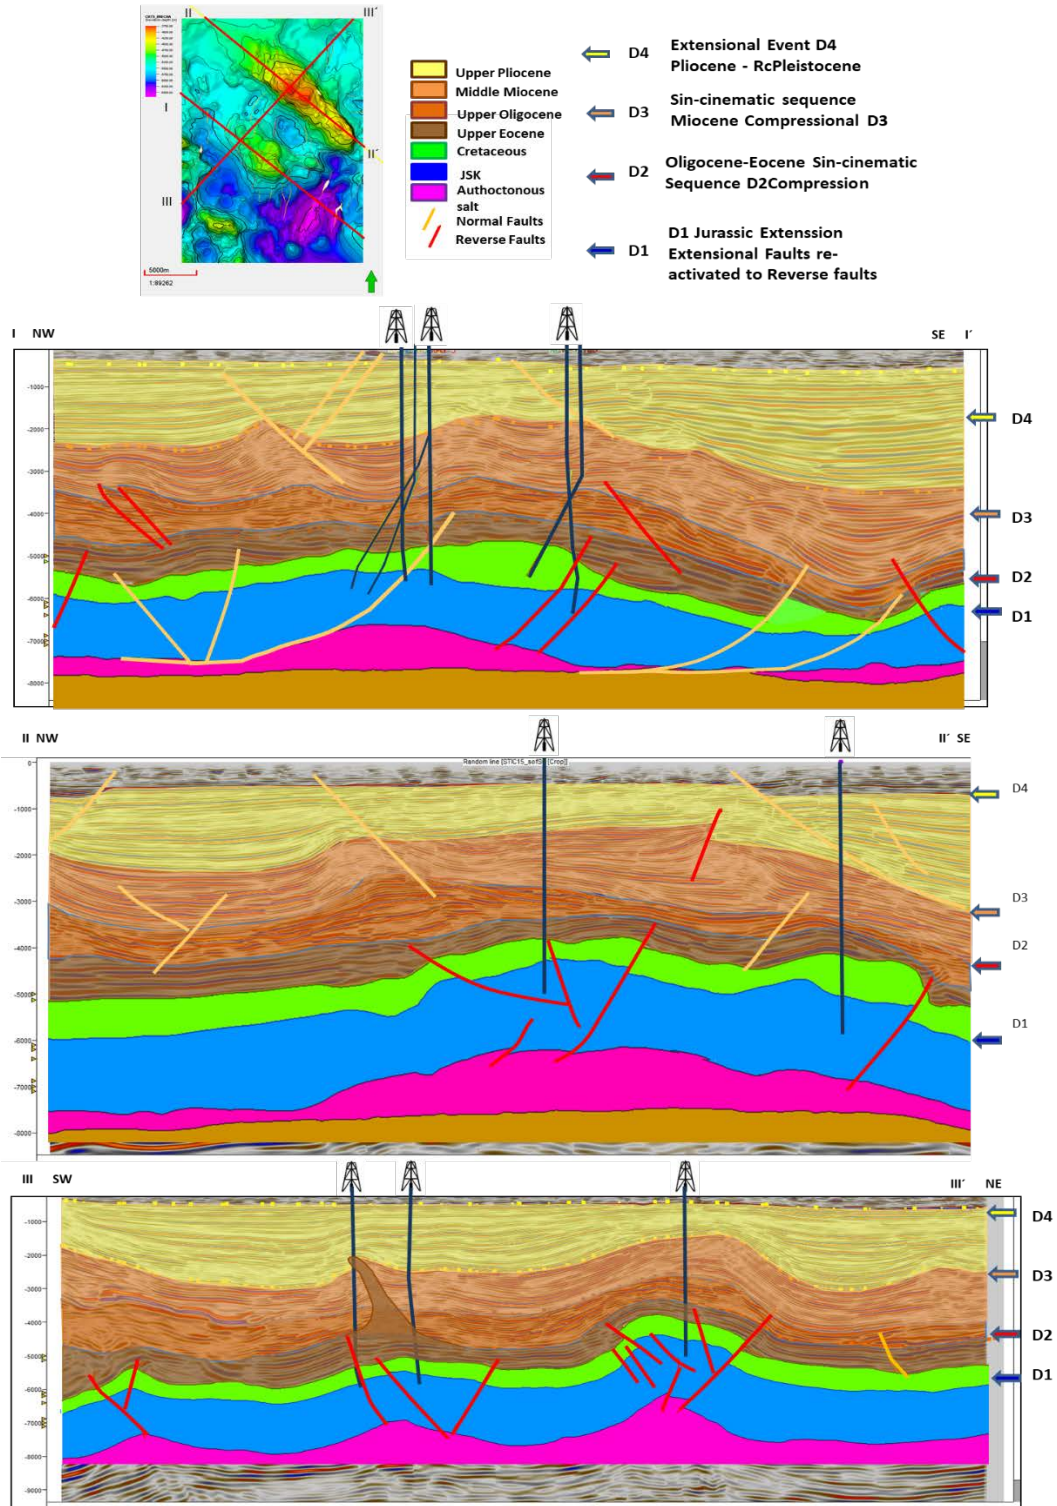 II
III´
I
II´
III
5000m
1:89262
Upper Pliocene
Middle Miocene
Upper Oligocene
Upper Eocene
Cretaceous
JSK
Authoctonous
salt
Normal Faults
Reverse Faults
D4
Extensional Event D4
Pliocene - RcPleistocene
D3
Sin-cinematic sequence
Miocene Compressional D3
D2
Oligocene-Eocene Sin-cinematic
Sequence D2Compression
D1
D1 Jurassic Extenssion
Extensional Faults re-
activated to Reverse faults
I NW
SE I´
-1000
-2000
-3000
-4000
-5000
-6000
-7000
-8000
D4
D3
D2
D1
II NW
II´ SE
0
-1000
-2000
-3000
-4000
-5000
-6000
-7000
-8000
D4
D3
D2
D1
III SW
III´ NE
-1000
-2000
-3000
-4000
-5000
-6000
-7000
-8000
-9000
D4
D3
D2
D1